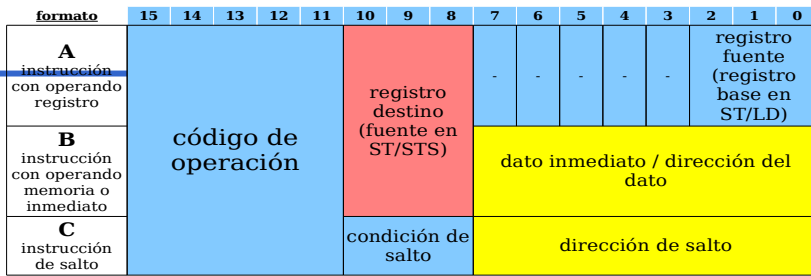 formato 15 14 13 12 11 10 9 8 7 6 5 4 3 2 1 0
A
instrucción
con operando
registro
código de
operación
registro
destino
(fuente en
ST/STS)
- - - - -
registro
fuente
(registro
base en
ST/LD)
B
instrucción
con operando
memoria o
inmediato
dato inmediato / dirección del
dato
C
instrucción
de salto
condición de
salto
dirección de salto